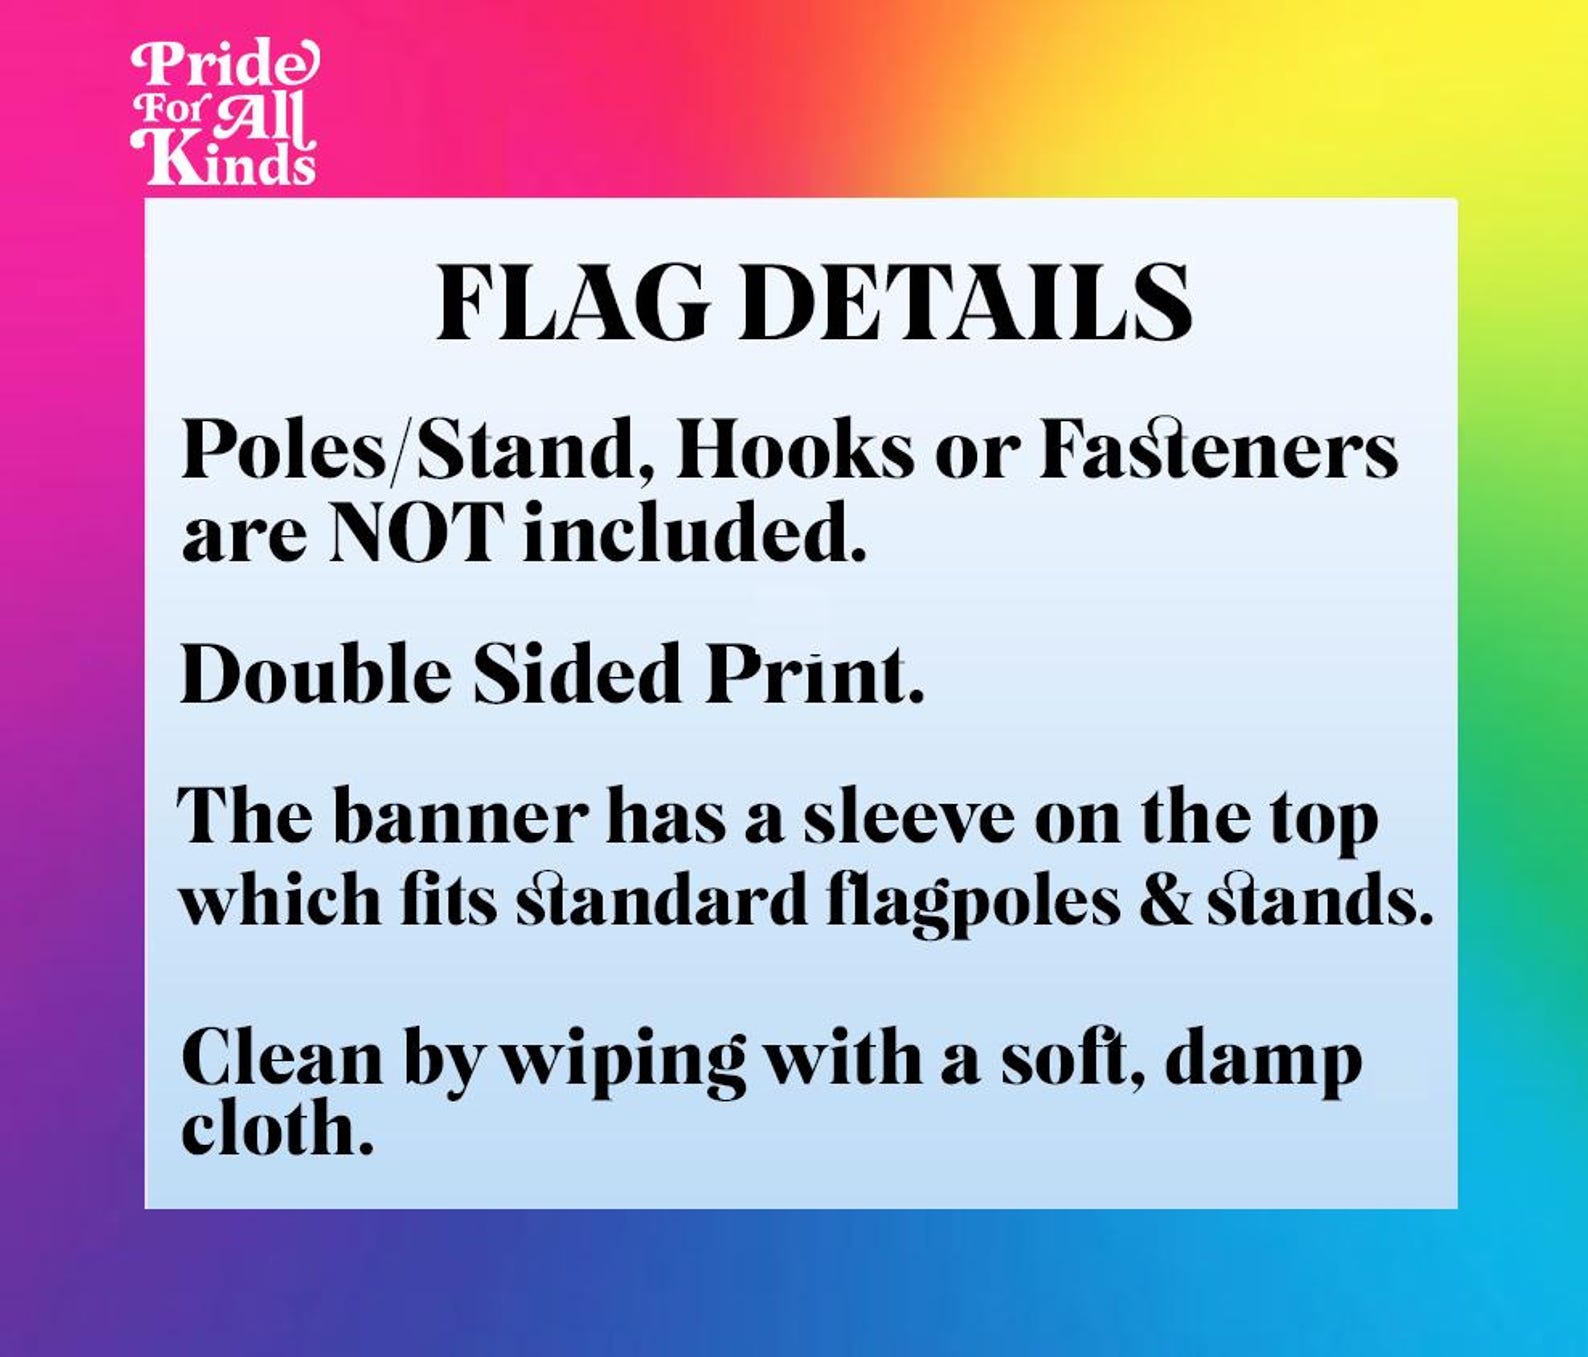 Pride
For All
Kinds
FLAG DETAILS
Poles/Stand, Hooks or Fasteners
are NOT included.
Double Sided Print.
The banner has a sleeve on the top
which fits standard flagpoles & stands.
Clean by wiping with a soft, damp
cloth.